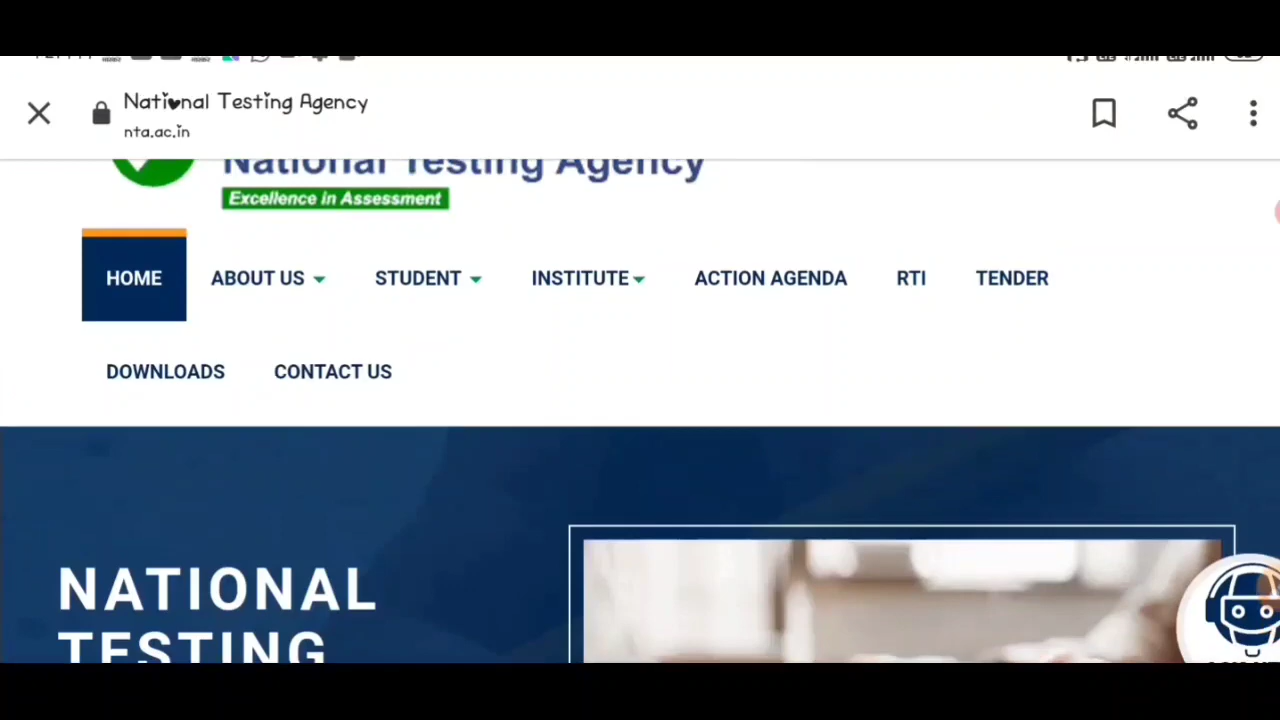 National Testing Agency
nta.ac.in
National Testing Agency
Excellence in Assessment
HOME ABOUT US STUDENT INSTITUTE ACTION AGENDA RTI TENDER
DOWNLOADS CONTACT US
NATIONAL
TESTING